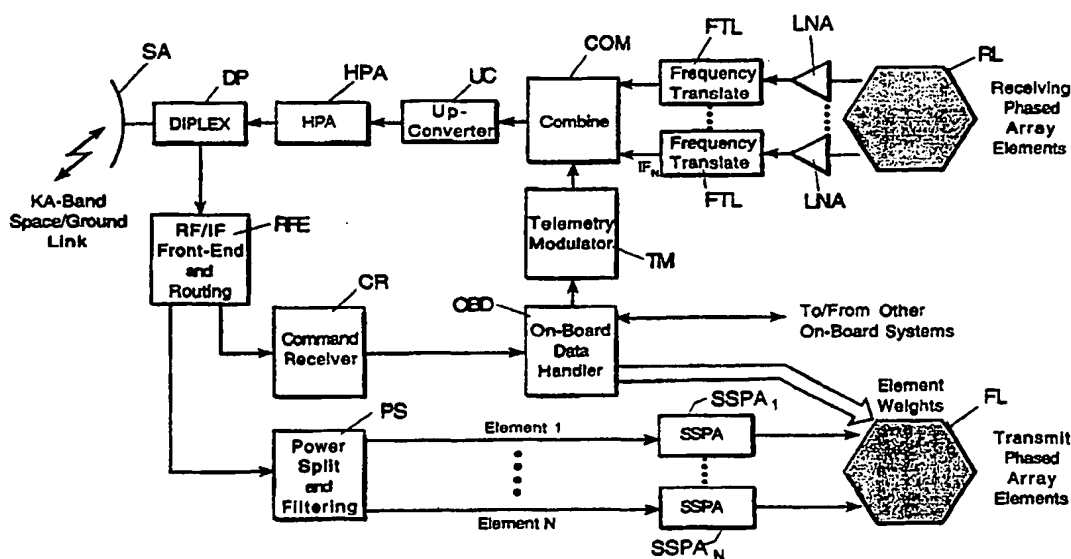 SA
DP
DIPLEX
HPA
HPA
UC
Up-
Converter
COM
Combine
FTL
Frequency
Translate
LNA
RL
Receiving
Phased
Array
Elements
IF_N
Frequency
Translate
FTL
LNA
KA-Band
Space/Ground
Link
RF/IF
Front-End
and
Routing
RFE
Telemetry
Modulator
TM
CR
Command
Receiver
OBD
On-Board
Data
Handler
To/From Other
On-Board Systems
Element
Weights
FL
Transmit
Phased
Array
Elements
PS
Power
Split
and
Filtering
Element 1
Element N
SSPA1
SSPA
SSPA
SSPAN